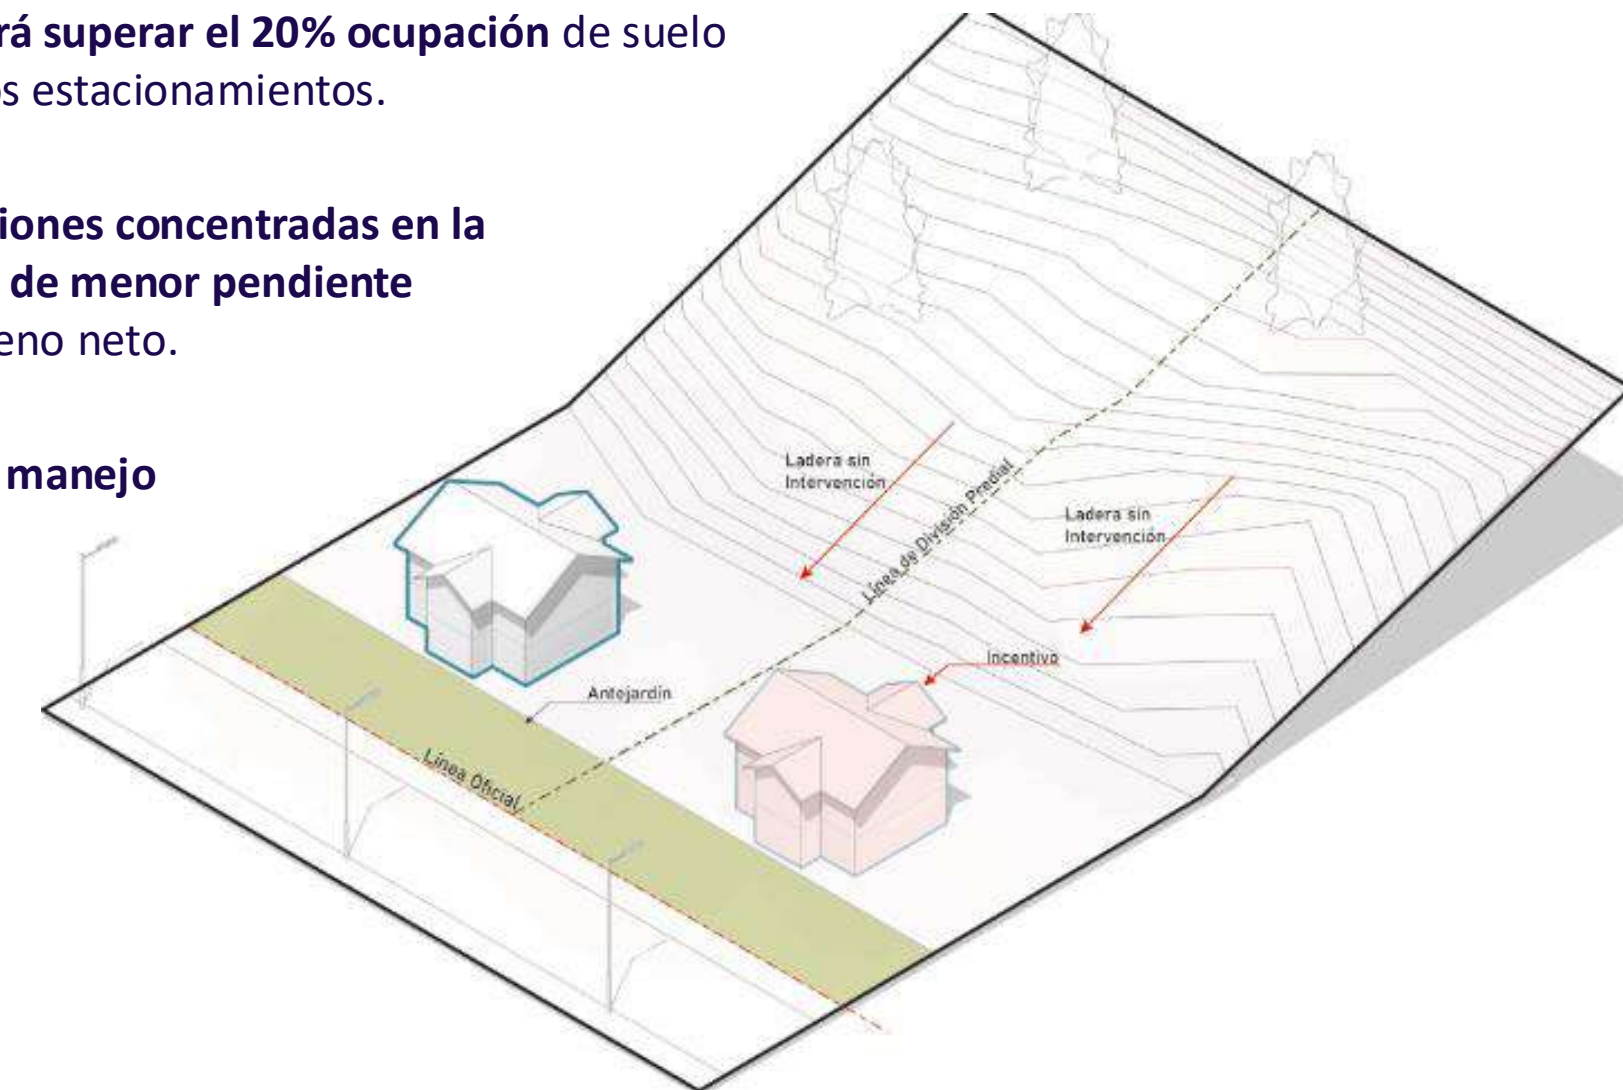 rá superar el 20% ocupación de suelo
os estacionamientos.
iones concentradas en la
de menor pendiente
eno neto.
manejo
Ladera sin
Intervención
Línea de División Predial
Ladera sin
Intervención
Incentivo
Antejardín
Línea Oficial